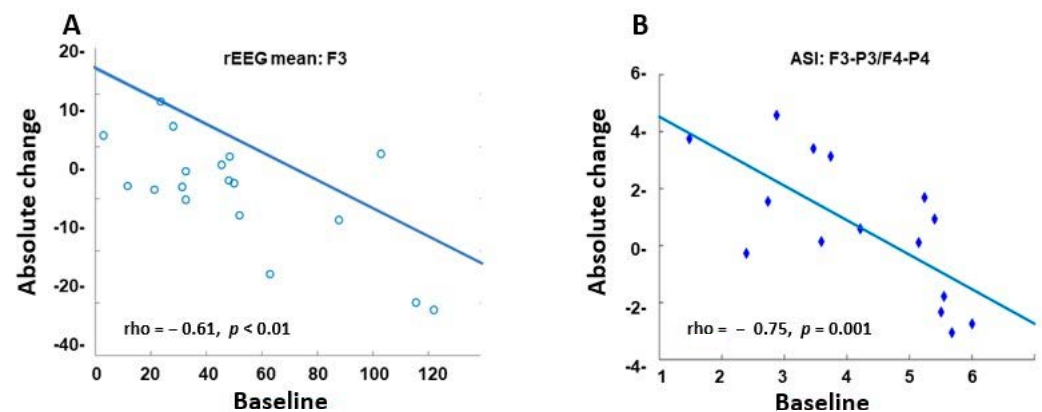 A
rEEG mean: F3
20-
10-
0-
-10-
-20-
-40-
Absolute change
rho = – 0.61, p < 0.01
0 20 40 60 80 100 120
Baseline
B
ASI: F3-P3/F4-P4
6-
4-
2-
0-
-2-
-4-
Absolute change
rho = – 0.75, p = 0.001
1 2 3 4 5 6
Baseline